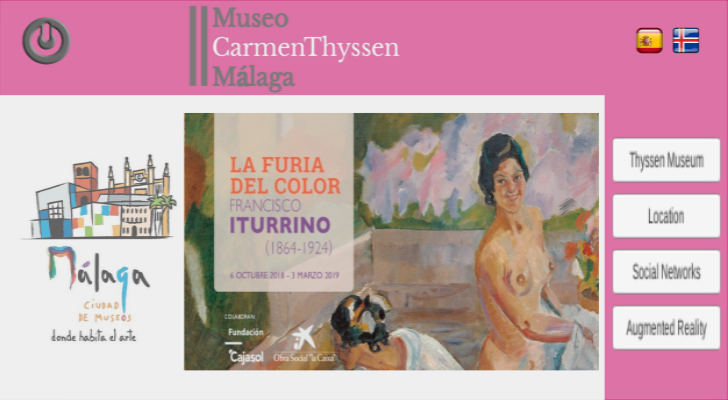 Museo
CarmenThyssen
Málaga
LA FURIA
DEL COLOR
FRANCISCO
ITURRINO
(1864-1924)
6 OCTUBRE 2018 - 3 MARZO 2019
COLABORAN
Fundación
Cajasol
Obra Social "la Caixa"
Málaga
CIUDAD
DE MUSEOS
donde habita el arte
Thyssen Museum
Location
Social Networks
Augmented Reality